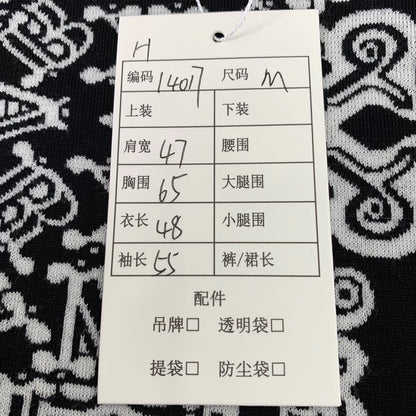 H
编码 14017 尺码 M
上装 下装
肩宽 47 腰围
胸围 65 大腿围
衣长 48 小腿围
袖长 55 裤/裙长
配件
吊牌□ 透明袋□
提袋□ 防尘袋□